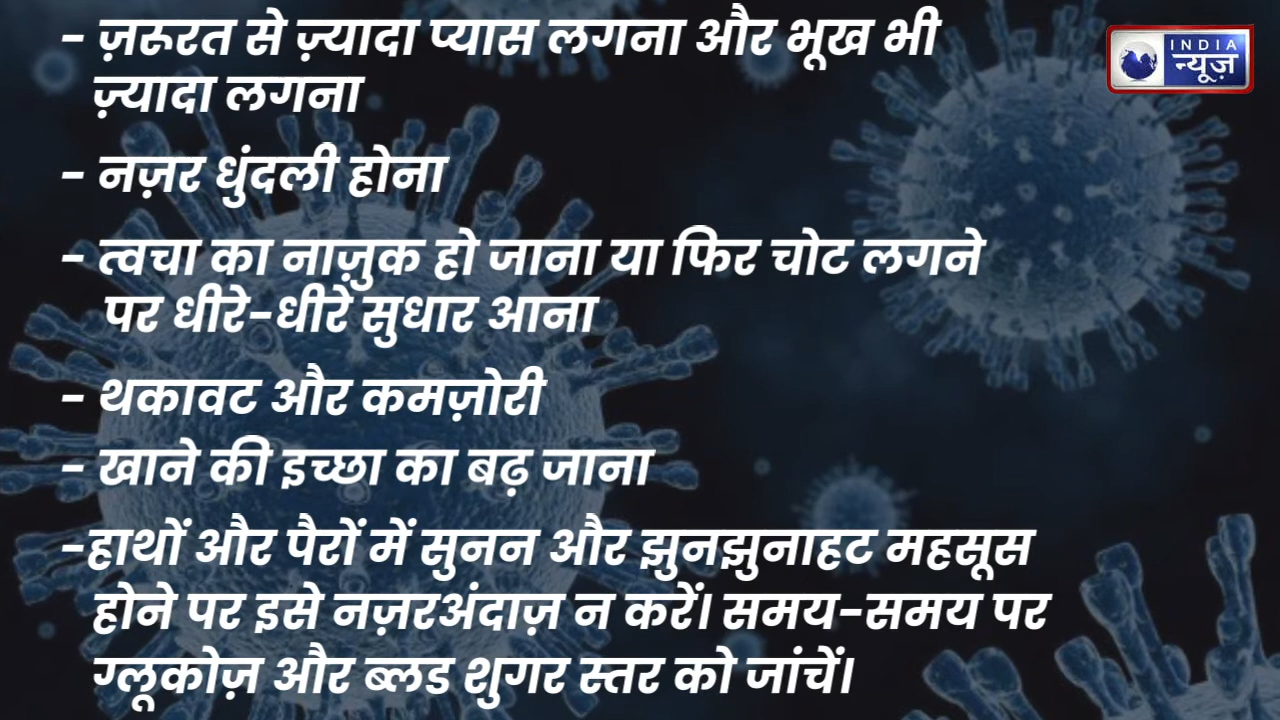 - ज़रूरत से ज़्यादा प्यास लगना और भूख भी
ज़्यादा लगना
INDIA
न्यूज़
- नज़र धुंदली होना
- त्वचा का नाज़ुक हो जाना या फिर चोट लगने
पर धीरे-धीरे सुधार आना
- थकावट और कमज़ोरी
- खाने की इच्छा का बढ़ जाना
-हाथों और पैरों में सुनन और झुनझुनाहट महसूस
होने पर इसे नज़रअंदाज़ न करें। समय-समय पर
ग्लूकोज़ और ब्लड शुगर स्तर को जांचें।